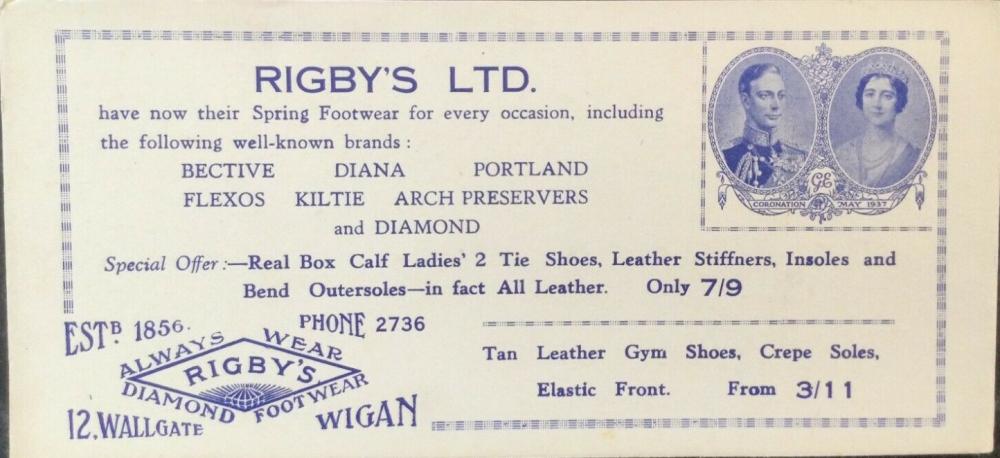 RIGBY'S LTD.
have now their Spring Footwear for every occasion, including
the following well-known brands :
BECTIVE DIANA PORTLAND
FLEXOS KILTIE ARCH PRESERVERS
and DIAMOND
GE
CORONATION MAY 1937
Special Offer :—Real Box Calf Ladies' 2 Tie Shoes, Leather Stiffners, Insoles and
Bend Outersoles—in fact All Leather. Only 7/9
ESTD. 1856.
PHONE 2736
ALWAYS WEAR
RIGBY'S
DIAMOND FOOTWEAR
12, WALLGATE
WIGAN
Tan Leather Gym Shoes, Crepe Soles,
Elastic Front. From 3/11